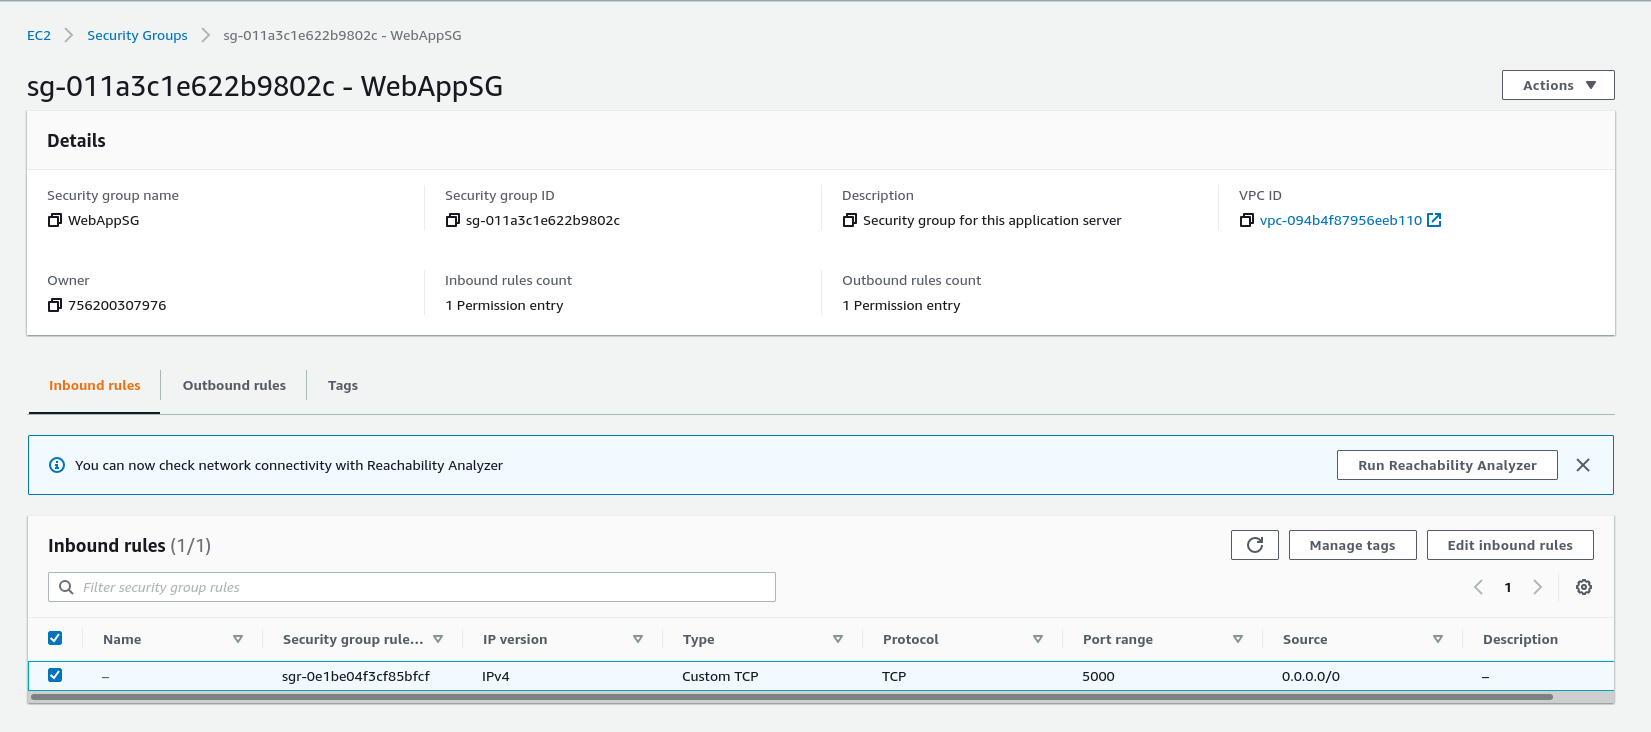 EC2 Security Groups sg-011a3c1e622b9802c - WebAppSG
sg-011a3c1e622b9802c - WebAppSG
Actions
Details
Security group name Security group ID Description VPC ID
WebAppSG sg-011a3c1e622b9802c Security group for this application server vpc-094b4f87956eeb110
Owner Inbound rules count Outbound rules count
756200307976 1 Permission entry 1 Permission entry
Inbound rules Outbound rules Tags
You can now check network connectivity with Reachability Analyzer Run Reachability Analyzer
Inbound rules (1/1) Manage tags Edit inbound rules
Filter security group rules 1
Name Security group rule... IP version Type Protocol Port range Source Description
– sgr-0e1be04f3cf85bfcf IPv4 Custom TCP TCP 5000 0.0.0.0/0 –